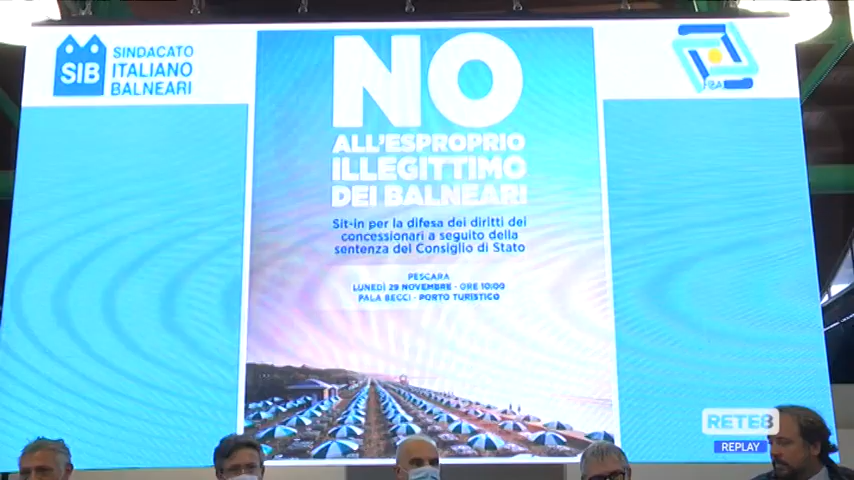 SIB
SINDACATO
ITALIANO
BALNEARI
NO
ALL'ESPROPRIO
ILLEGITTIMO
DEI BALNEARI
Sit-in per la difesa dei diritti dei
concessionari a seguito della
sentenza del Consiglio di Stato
PESCARA
LUNEDÌ 29 NOVEMBRE - ORE 10:00
PALA BECCI - PORTO TURISTICO
RETE8
REPLAY